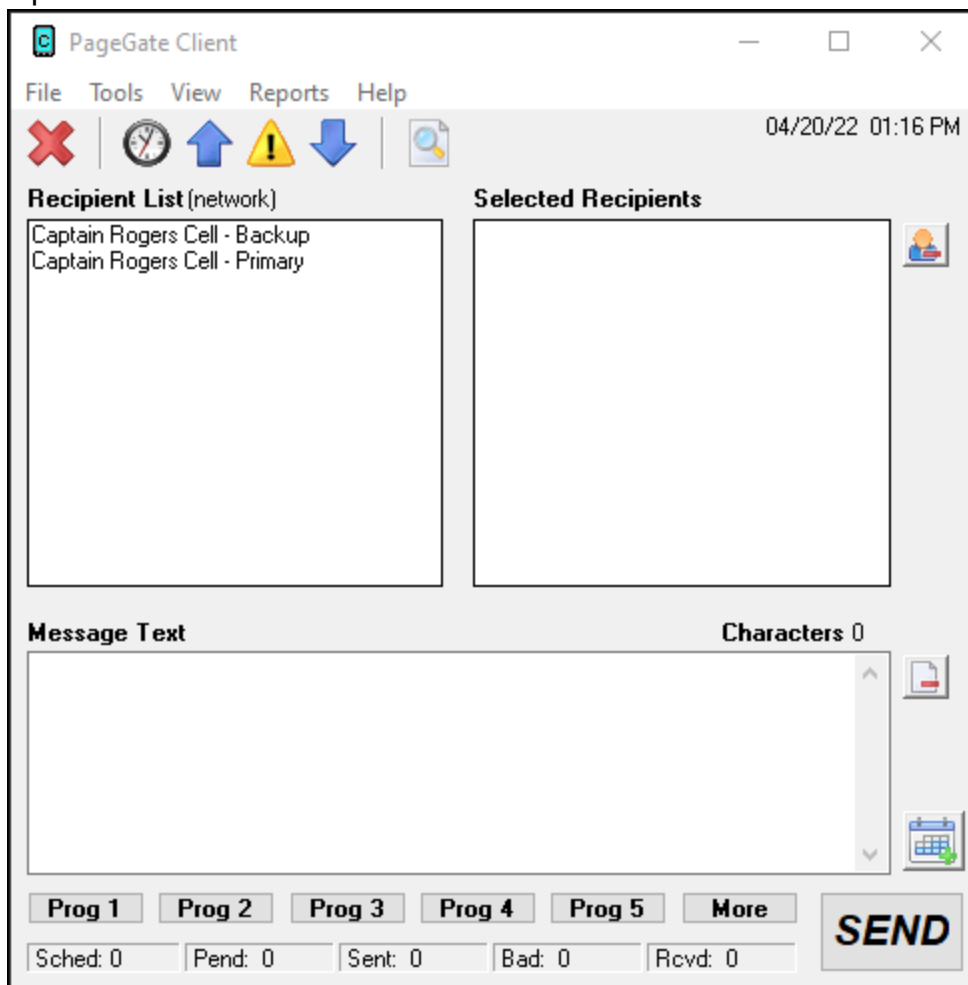 C PageGate Client
File Tools View Reports Help
04/20/22 01:16 PM
Recipient List (network)
Captain Rogers Cell - Backup
Captain Rogers Cell - Primary
Selected Recipients
Message Text
Characters 0
Prog 1 Prog 2 Prog 3 Prog 4 Prog 5 More
SEND
Sched: 0 Pend: 0 Sent: 0 Bad: 0 Rcvd: 0